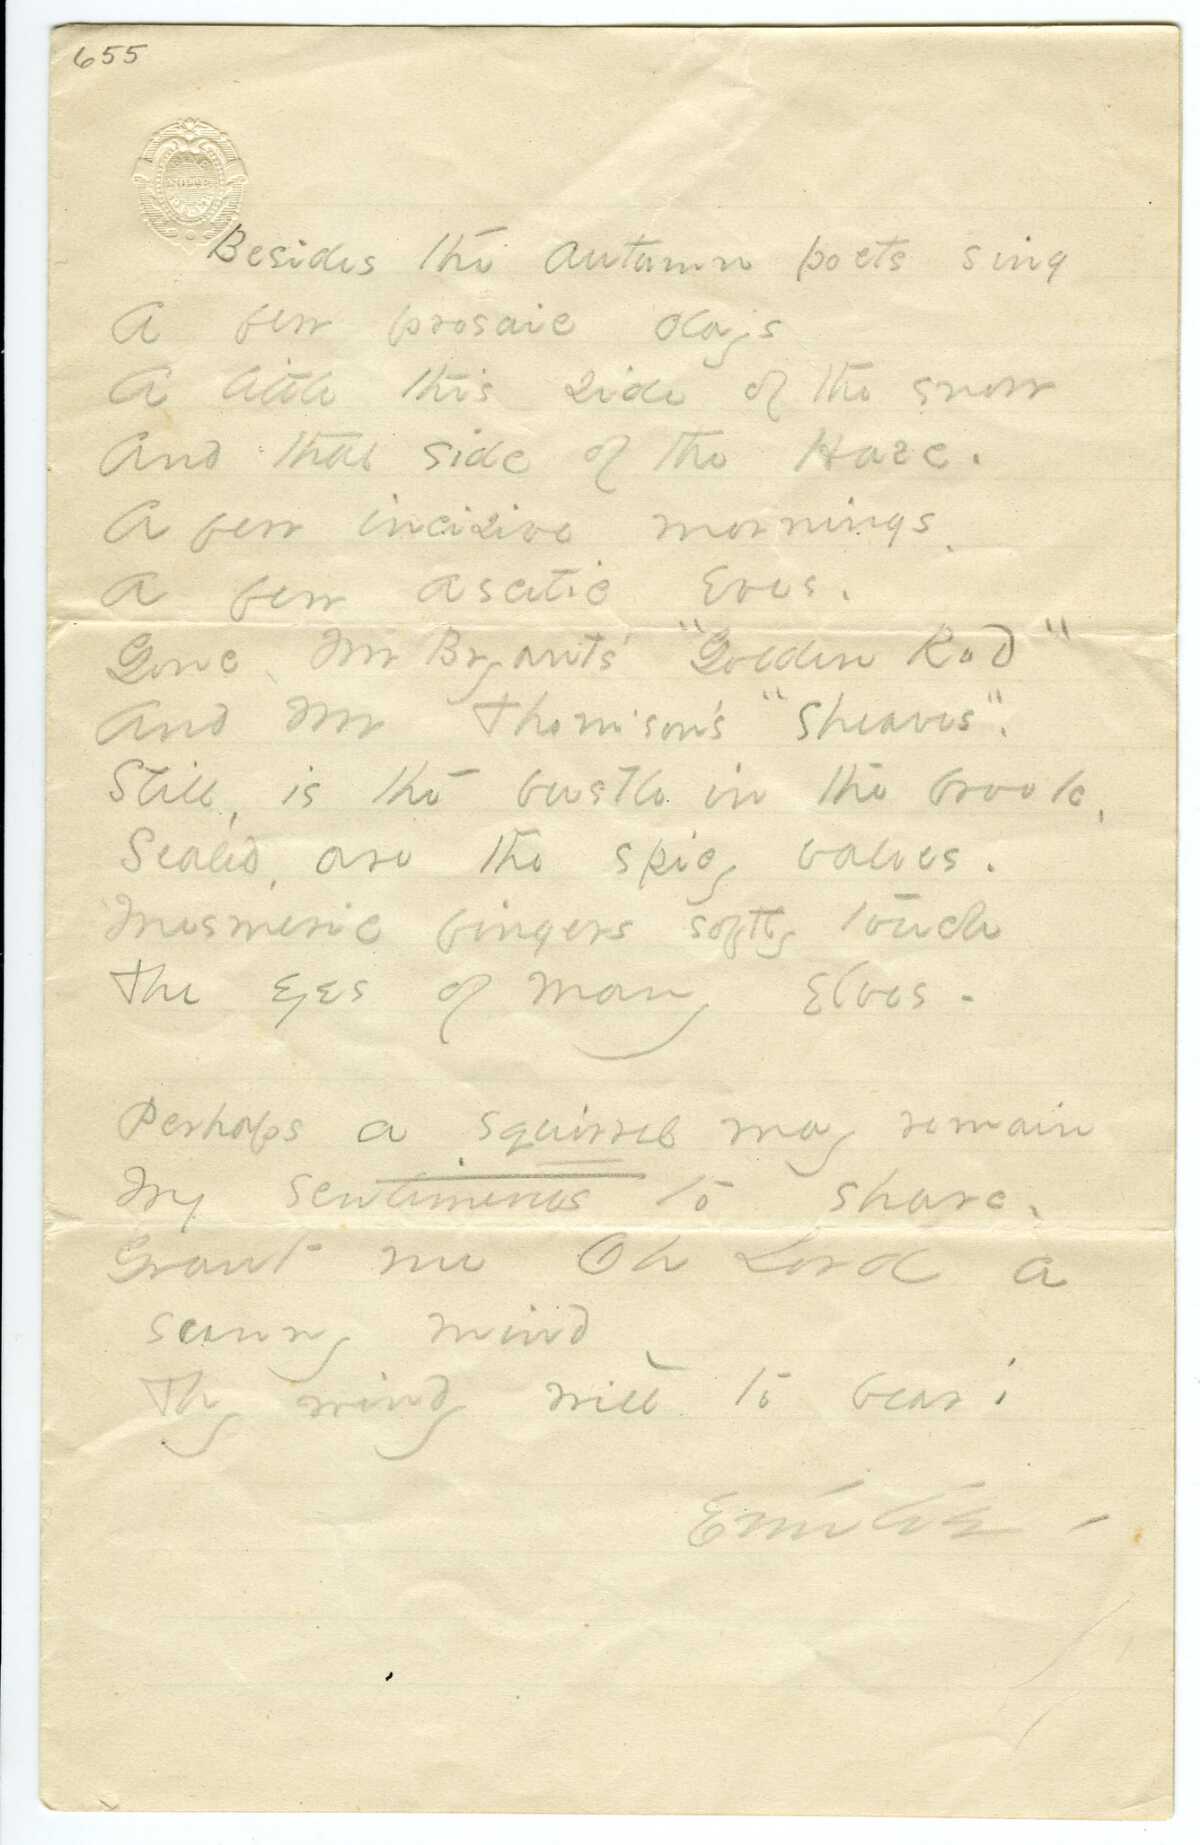 655
Besides the Autumn poets sing
A few prosaic days
A little this side of the snow
And that side of the Haze.
A few incisive mornings,
A few ascetic Eves.
Gone, Mr Bryant's "Golden Rod"
And Mr Thomson's "Sheaves".
Still, is the bustle in the brook,
Sealed, are the spicy valves.
Mesmeric fingers softly touch
The Eyes of Many Elves.
Perhaps a squirrel may remain
My sentiments to share.
Grant me Oh Lord a
sunny mind
Thy windy will to bear!
Emilie -